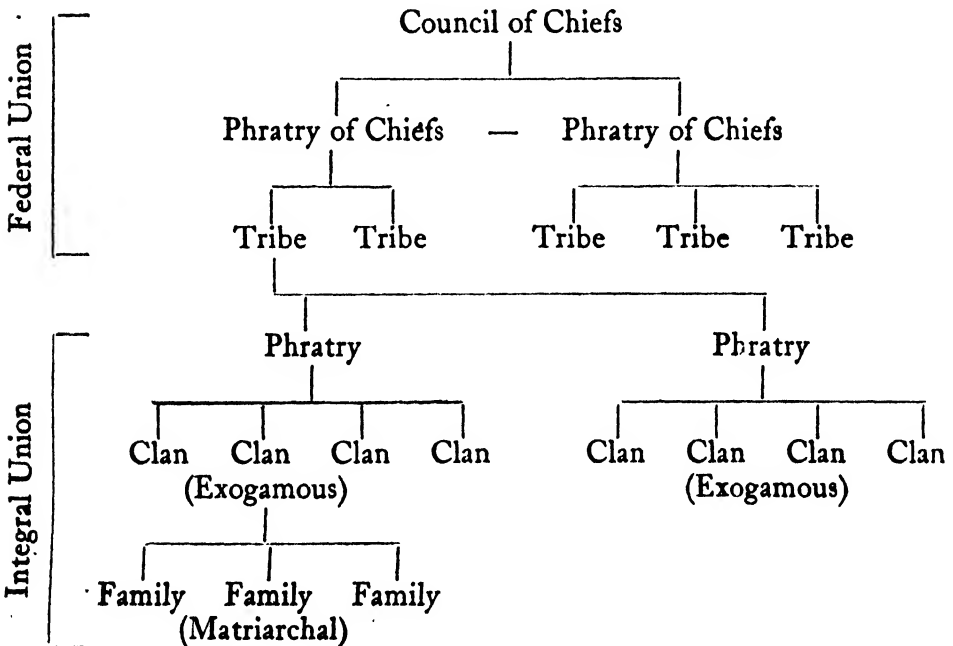 Council of Chiefs
Federal Union
Phratry of Chiefs — Phratry of Chiefs
Tribe Tribe Tribe Tribe Tribe
Phratry Phratry
Integral Union
Clan Clan Clan Clan Clan Clan Clan Clan
(Exogamous) (Exogamous)
Family Family Family
(Matriarchal)